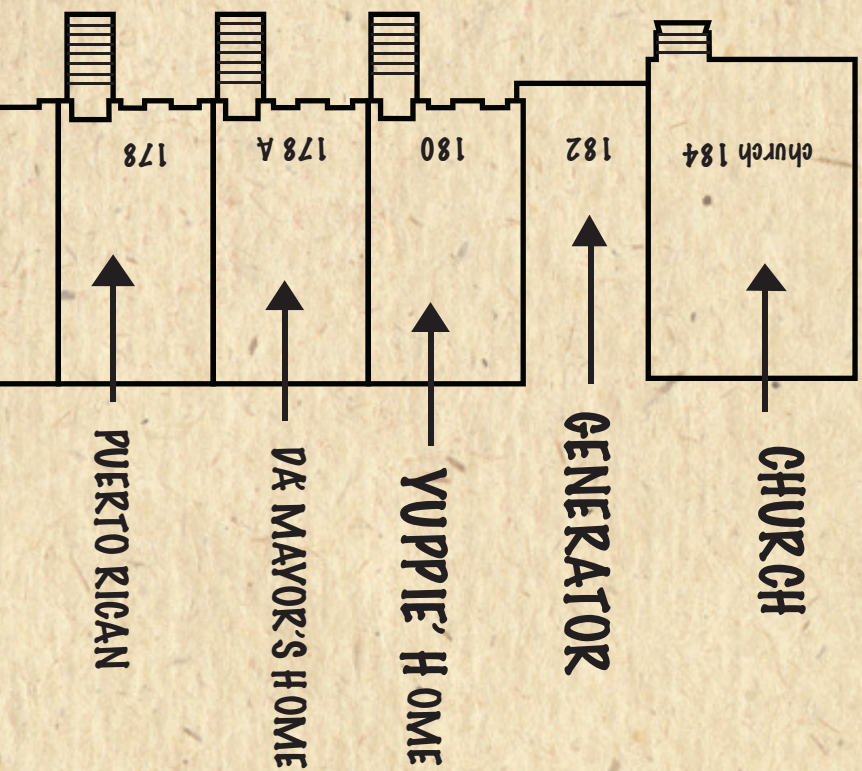 178
178 A
180
182
church 184
PUERTO RICAN
DA MAYOR'S HOME
YUPPIE' HOME
GENERATOR
CHURCH